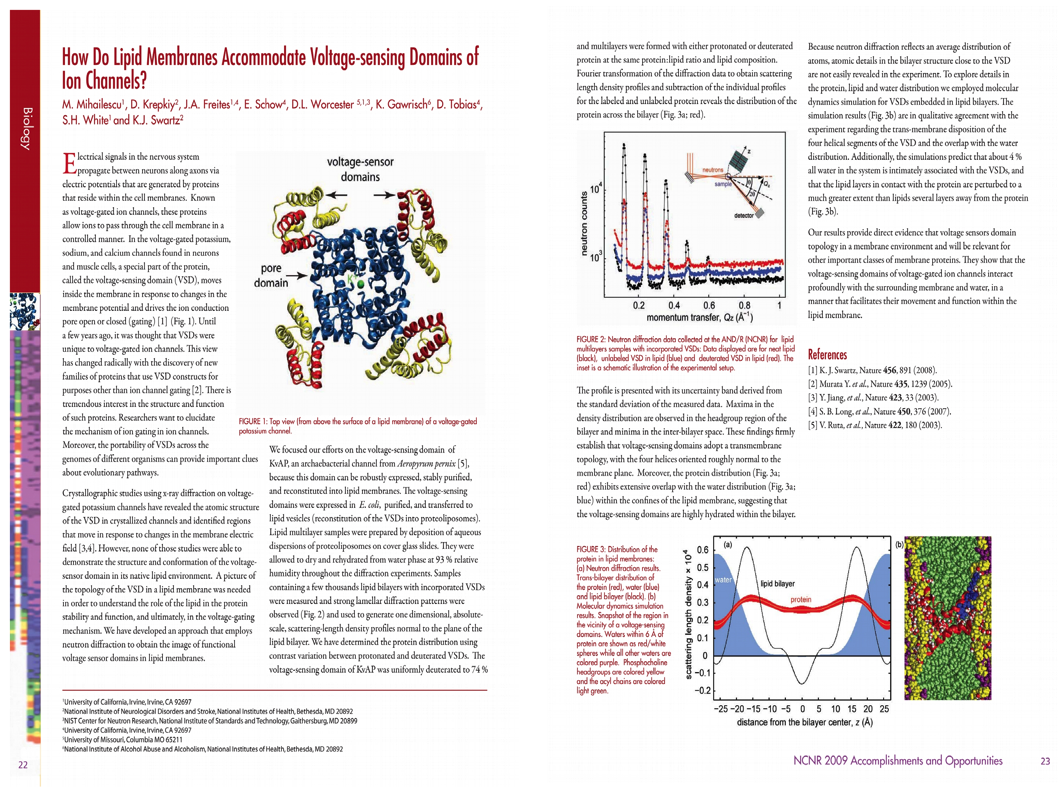 Biology
How Do Lipid Membranes Accommodate Voltage-sensing Domains of
Ion Channels?
M. Mihailescu¹, D. Krepkiy², J.A. Freites¹,⁴, E. Schow⁴, D.L. Worcester ⁵,¹,³, K. Gawrisch⁶, D. Tobias⁴,
S.H. White¹ and K.J. Swartz²
Electrical signals in the nervous system
propagate between neurons along axons via
electric potentials that are generated by proteins
that reside within the cell membranes. Known
as voltage-gated ion channels, these proteins
allow ions to pass through the cell membrane in a
controlled manner. In the voltage-gated potassium,
sodium, and calcium channels found in neurons
and muscle cells, a special part of the protein,
called the voltage-sensing domain (VSD), moves
inside the membrane in response to changes in the
membrane potential and drives the ion conduction
pore open or closed (gating) [1] (Fig. 1). Until
a few years ago, it was thought that VSDs were
unique to voltage-gated ion channels. This view
has changed radically with the discovery of new
families of proteins that use VSD constructs for
purposes other than ion channel gating [2]. There is
tremendous interest in the structure and function
of such proteins. Researchers want to elucidate
the mechanism of ion gating in ion channels.
Moreover, the portability of VSDs across the
genomes of different organisms can provide important clues
about evolutionary pathways.
Crystallographic studies using x-ray diffraction on voltage-
gated potassium channels have revealed the atomic structure
of the VSD in crystallized channels and identified regions
that move in response to changes in the membrane electric
field [3,4]. However, none of those studies were able to
demonstrate the structure and conformation of the voltage-
sensor domain in its native lipid environment. A picture of
the topology of the VSD in a lipid membrane was needed
in order to understand the role of the lipid in the protein
stability and function, and ultimately, in the voltage-gating
mechanism. We have developed an approach that employs
neutron diffraction to obtain the image of functional
voltage sensor domains in lipid membranes.
voltage-sensor
domains
pore
domain
K+
FIGURE 1: Top view (from above the surface of a lipid membrane) of a voltage-gated
potassium channel.
We focused our efforts on the voltage-sensing domain of
KvAP, an archaebacterial channel from Aeropyrum pernix [5],
because this domain can be robustly expressed, stably purified,
and reconstituted into lipid membranes. The voltage-sensing
domains were expressed in E. coli, purified, and transferred to
lipid vesicles (reconstitution of the VSDs into proteoliposomes).
Lipid multilayer samples were prepared by deposition of aqueous
dispersions of proteoliposomes on cover glass slides. They were
allowed to dry and rehydrated from water phase at 93 % relative
humidity throughout the diffraction experiments. Samples
containing a few thousands lipid bilayers with incorporated VSDs
were measured and strong lamellar diffraction patterns were
observed (Fig. 2) and used to generate one dimensional, absolute-
scale, scattering-length density profiles normal to the plane of the
lipid bilayer. We have determined the protein distribution using
contrast variation between protonated and deuterated VSDs. The
voltage-sensing domain of KvAP was uniformly deuterated to 74 %
¹University of California, Irvine, Irvine, CA 92697
²National Institute of Neurological Disorders and Stroke, National Institutes of Health, Bethesda, MD 20892
³NIST Center for Neutron Research, National Institute of Standards and Technology, Gaithersburg, MD 20899
⁴University of California, Irvine, Irvine, CA 92697
⁵University of Missouri, Columbia MO 65211
⁶National Institute of Alcohol Abuse and Alcoholism, National Institutes of Health, Bethesda, MD 20892
22
and multilayers were formed with either protonated or deuterated
protein at the same protein:lipid ratio and lipid composition.
Fourier transformation of the diffraction data to obtain scattering
length density profiles and subtraction of the individual profiles
for the labeled and unlabeled protein reveals the distribution of the
protein across the bilayer (Fig. 3a; red).
neutron counts
10⁴
10³
neutrons
sample
detector
z
θ
2θ
Qz
0.2 0.4 0.6 0.8 1
momentum transfer, Qz (Å⁻¹)
FIGURE 2: Neutron diffraction data collected at the AND/R (NCNR) for lipid
multilayer samples with incorporated VSDs: Data displayed are for neat lipid
(black), unlabeled VSD in lipid (blue) and deuterated VSD in lipid (red). The
inset is a schematic illustration of the experimental setup.
The profile is presented with its uncertainty band derived from
the standard deviation of the measured data. Maxima in the
density distribution are observed in the headgroup region of the
bilayer and minima in the inter-bilayer space. These findings firmly
establish that voltage-sensing domains adopt a transmembrane
topology, with the four helices oriented roughly normal to the
membrane plane. Moreover, the protein distribution (Fig. 3a;
red) exhibits extensive overlap with the water distribution (Fig. 3a;
blue) within the confines of the lipid membrane, suggesting that
the voltage-sensing domains are highly hydrated within the bilayer.
Because neutron diffraction reflects an average distribution of
atoms, atomic details in the bilayer structure close to the VSD
are not easily revealed in the experiment. To explore details in
the protein, lipid and water distribution we employed molecular
dynamics simulation for VSDs embedded in lipid bilayers. The
simulation results (Fig. 3b) are in qualitative agreement with the
experiment regarding the trans-membrane disposition of the
four helical segments of the VSD and the overlap with the water
distribution. Additionally, the simulations predict that about 4 %
all water in the system is intimately associated with the VSDs, and
that the lipid layers in contact with the protein are perturbed to a
much greater extent than lipids several layers away from the protein
(Fig. 3b).
Our results provide direct evidence that voltage sensors domain
topology in a membrane environment and will be relevant for
other important classes of membrane proteins. They show that the
voltage-sensing domains of voltage-gated ion channels interact
profoundly with the surrounding membrane and water, in a
manner that facilitates their movement and function within the
lipid membrane.
References
[1] K. J. Swartz, Nature 456, 891 (2008).
[2] Murata Y. et al., Nature 435, 1239 (2005).
[3] Y. Jiang, et al., Nature 423, 33 (2003).
[4] S. B. Long, et al., Nature 450, 376 (2007).
[5] V. Ruta, et al., Nature 422, 180 (2003).
FIGURE 3: Distribution of the
protein in lipid membranes:
(a) Neutron diffraction results.
Trans-bilayer distribution of
the protein (red), water (blue)
and lipid bilayer (black). (b)
Molecular dynamics simulation
results. Snapshot of the region in
the vicinity of a voltage-sensing
domains. Waters within 6 Å of
protein are shown as red/white
spheres while all other waters are
colored purple. Phosphocholine
headgroups are colored yellow
and the acyl chains are colored
light green.
scattering length density × 10⁴
0.6
0.5
0.4
0.3
0.2
0.1
0
−0.1
−0.2
(a)
water
lipid bilayer
protein
−25 −20 −15 −10 −5 0 5 10 15 20 25
distance from the bilayer center, z (Å)
(b)
NCNR 2009 Accomplishments and Opportunities
23